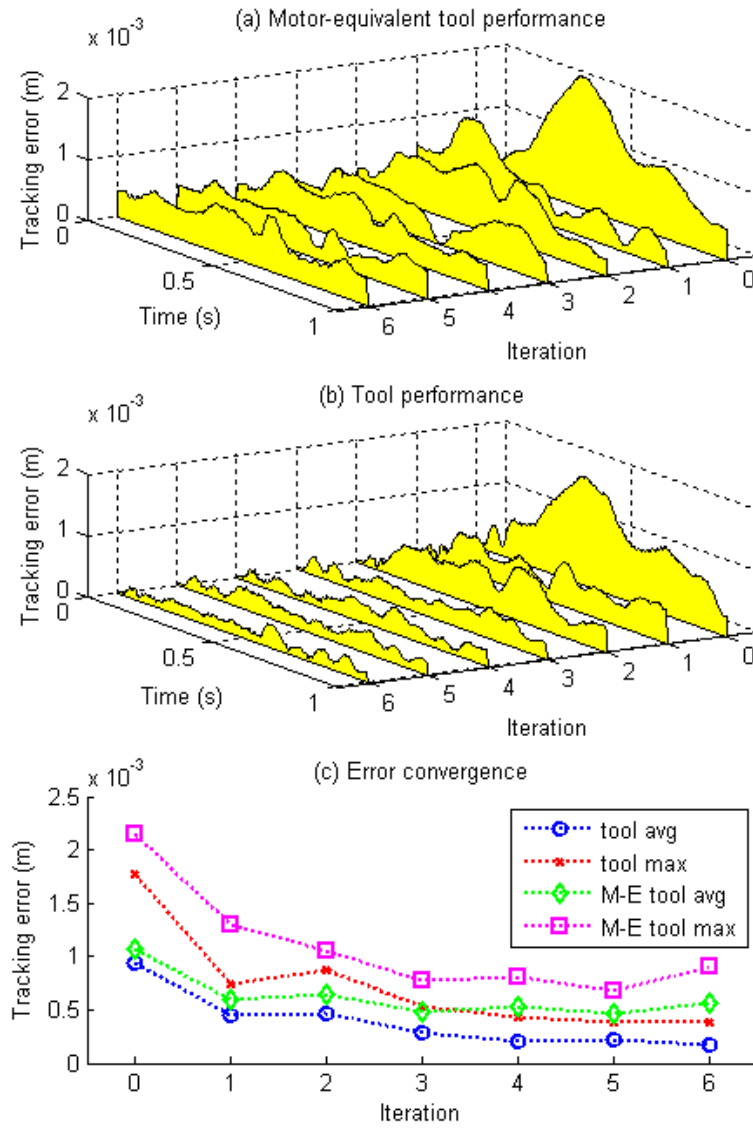 (a) Motor-equivalent tool performance
x 10^-3
Tracking error (m)
2
1
0
0
0.5
1
Time (s)
6
5
4
3
2
1
0
Iteration
(b) Tool performance
x 10^-3
Tracking error (m)
2
1
0
0
0.5
1
Time (s)
6
5
4
3
2
1
0
Iteration
(c) Error convergence
x 10^-3
Tracking error (m)
2.5
2
1.5
1
0.5
0
tool avg
tool max
M-E tool avg
M-E tool max
0 1 2 3 4 5 6
Iteration